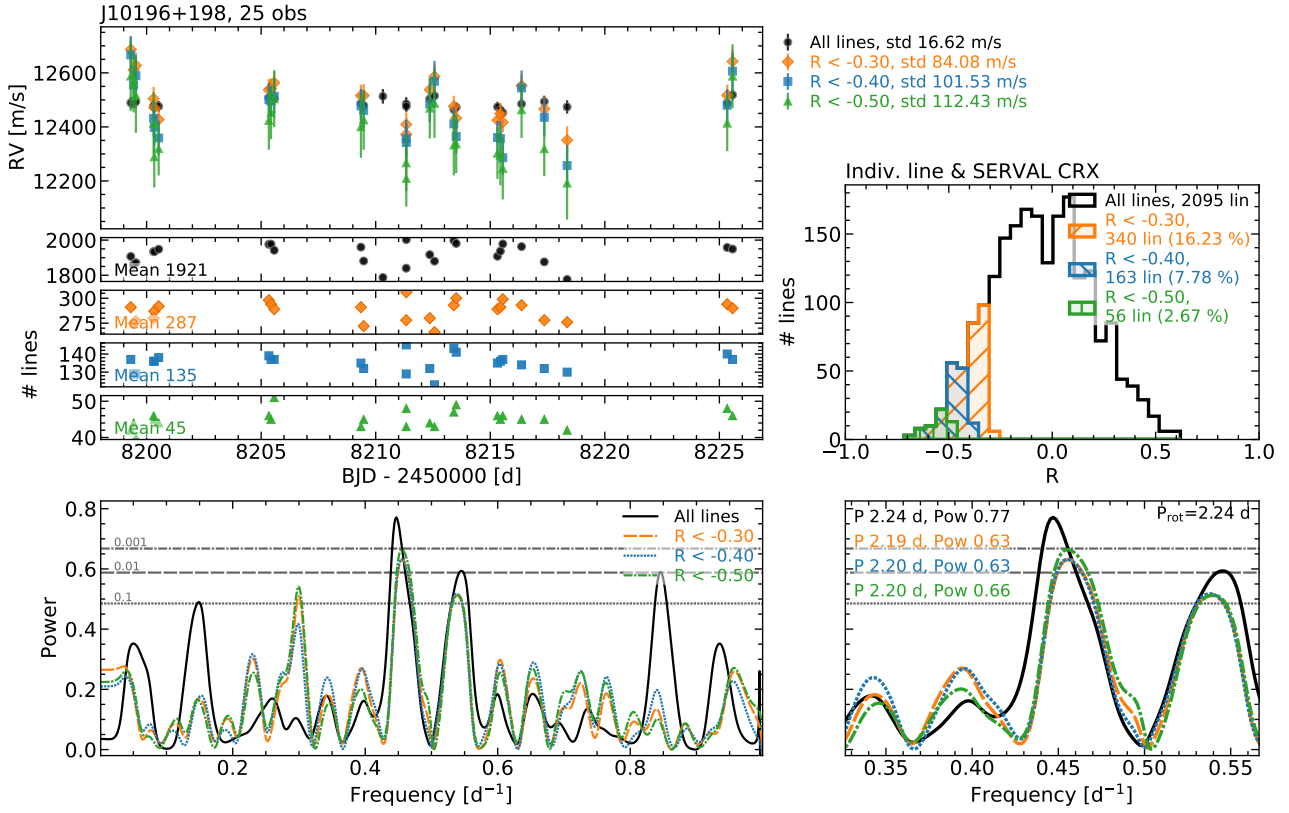 J10196+198, 25 obs
All lines, std 16.62 m/s
R < -0.30, std 84.08 m/s
R < -0.40, std 101.53 m/s
R < -0.50, std 112.43 m/s
RV [m/s]
12600
12400
12200
2000
1800
Mean 1921
300
275
Mean 287
140
130
Mean 135
50
40
Mean 45
# lines
8200
8205
8210
8215
8220
8225
BJD - 2450000 [d]
Indiv. line & SERVAL CRX
All lines, 2095 lin
R < -0.30,
340 lin (16.23 %)
R < -0.40,
163 lin (7.78 %)
R < -0.50,
56 lin (2.67 %)
# lines
150
100
50
0
−1.0
−0.5
0.0
0.5
1.0
R
Power
0.8
0.6
0.4
0.2
0.0
0.001
0.01
0.1
All lines
R < -0.30
R < -0.40
R < -0.50
0.2
0.4
0.6
0.8
Frequency [d⁻¹]
P 2.24 d, Pow 0.77
P 2.19 d, Pow 0.63
P 2.20 d, Pow 0.63
P 2.20 d, Pow 0.66
Prot=2.24 d
0.35
0.40
0.45
0.50
0.55
Frequency [d⁻¹]